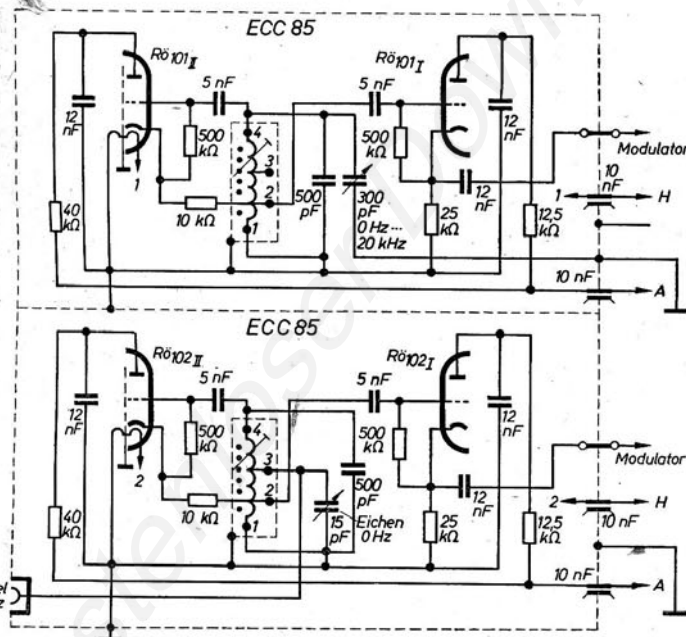 ECC 85
Rö101II
Rö101I
5 nF
5 nF
12 nF
500 kΩ
4
3
2
1
500 kΩ
12 nF
Modulator
1
10 kΩ
500 pF
300 pF
0 Hz...
20 kHz
12 nF
10 nF
1
H
40 kΩ
25 kΩ
12,5 kΩ
10 nF
A
ECC 85
Rö102II
Rö102I
5 nF
5 nF
12 nF
500 kΩ
4
3
2
1
500 kΩ
12 nF
Modulator
2
10 kΩ
500 pF
15 pF
Eichen
0 Hz
12 nF
2
H
10 nF
40 kΩ
25 kΩ
12,5 kΩ
10 nF
A
el
z